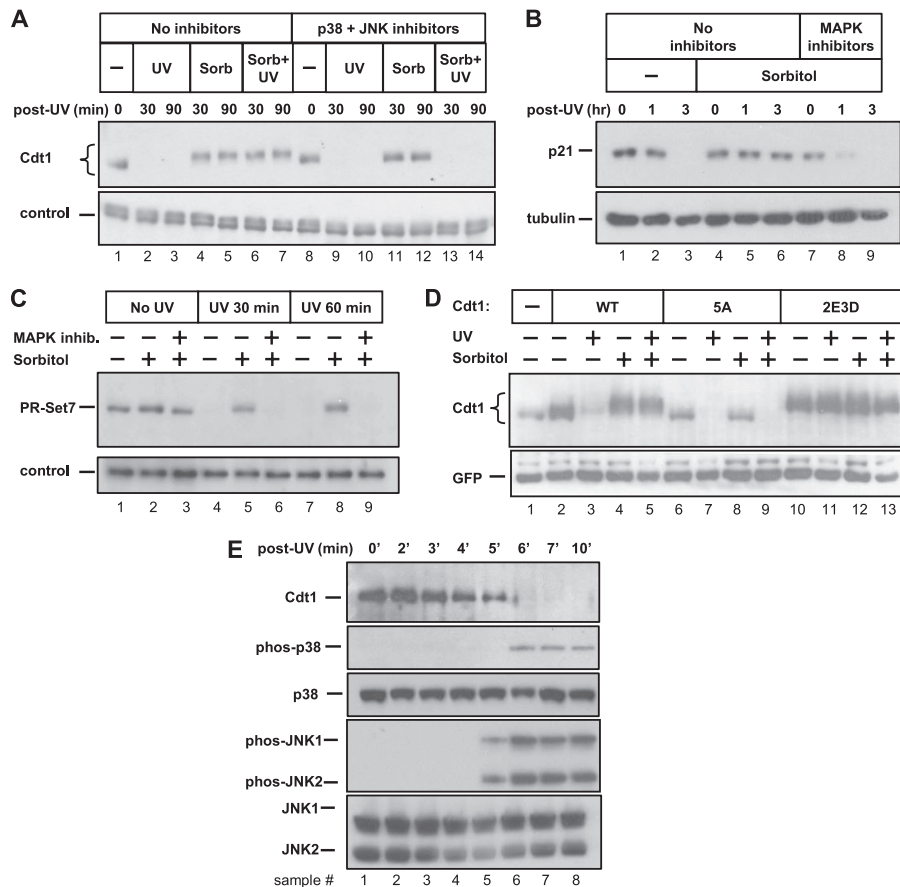 A
No inhibitors p38 + JNK inhibitors
– UV Sorb Sorb+ UV – UV Sorb Sorb+ UV
post-UV (min) 0 30 90 30 90 30 90 0 30 90 30 90 30 90
Cdt1
control
1 2 3 4 5 6 7 8 9 10 11 12 13 14
B
No inhibitors MAPK inhibitors
– Sorbitol
post-UV (hr) 0 1 3 0 1 3 0 1 3
p21
tubulin
1 2 3 4 5 6 7 8 9
C
No UV UV 30 min UV 60 min
MAPK inhib. – – + – – + – – +
Sorbitol – + + – + + – + +
PR-Set7
control
1 2 3 4 5 6 7 8 9
D
Cdt1: – WT 5A 2E3D
UV – – + – + – + – + – + – +
Sorbitol – – – + + – – + + – – + +
Cdt1
GFP
1 2 3 4 5 6 7 8 9 10 11 12 13
E
post-UV (min) 0’ 2’ 3’ 4’ 5’ 6’ 7’ 10’
Cdt1
phos-p38
p38
phos-JNK1
phos-JNK2
JNK1
JNK2
sample # 1 2 3 4 5 6 7 8